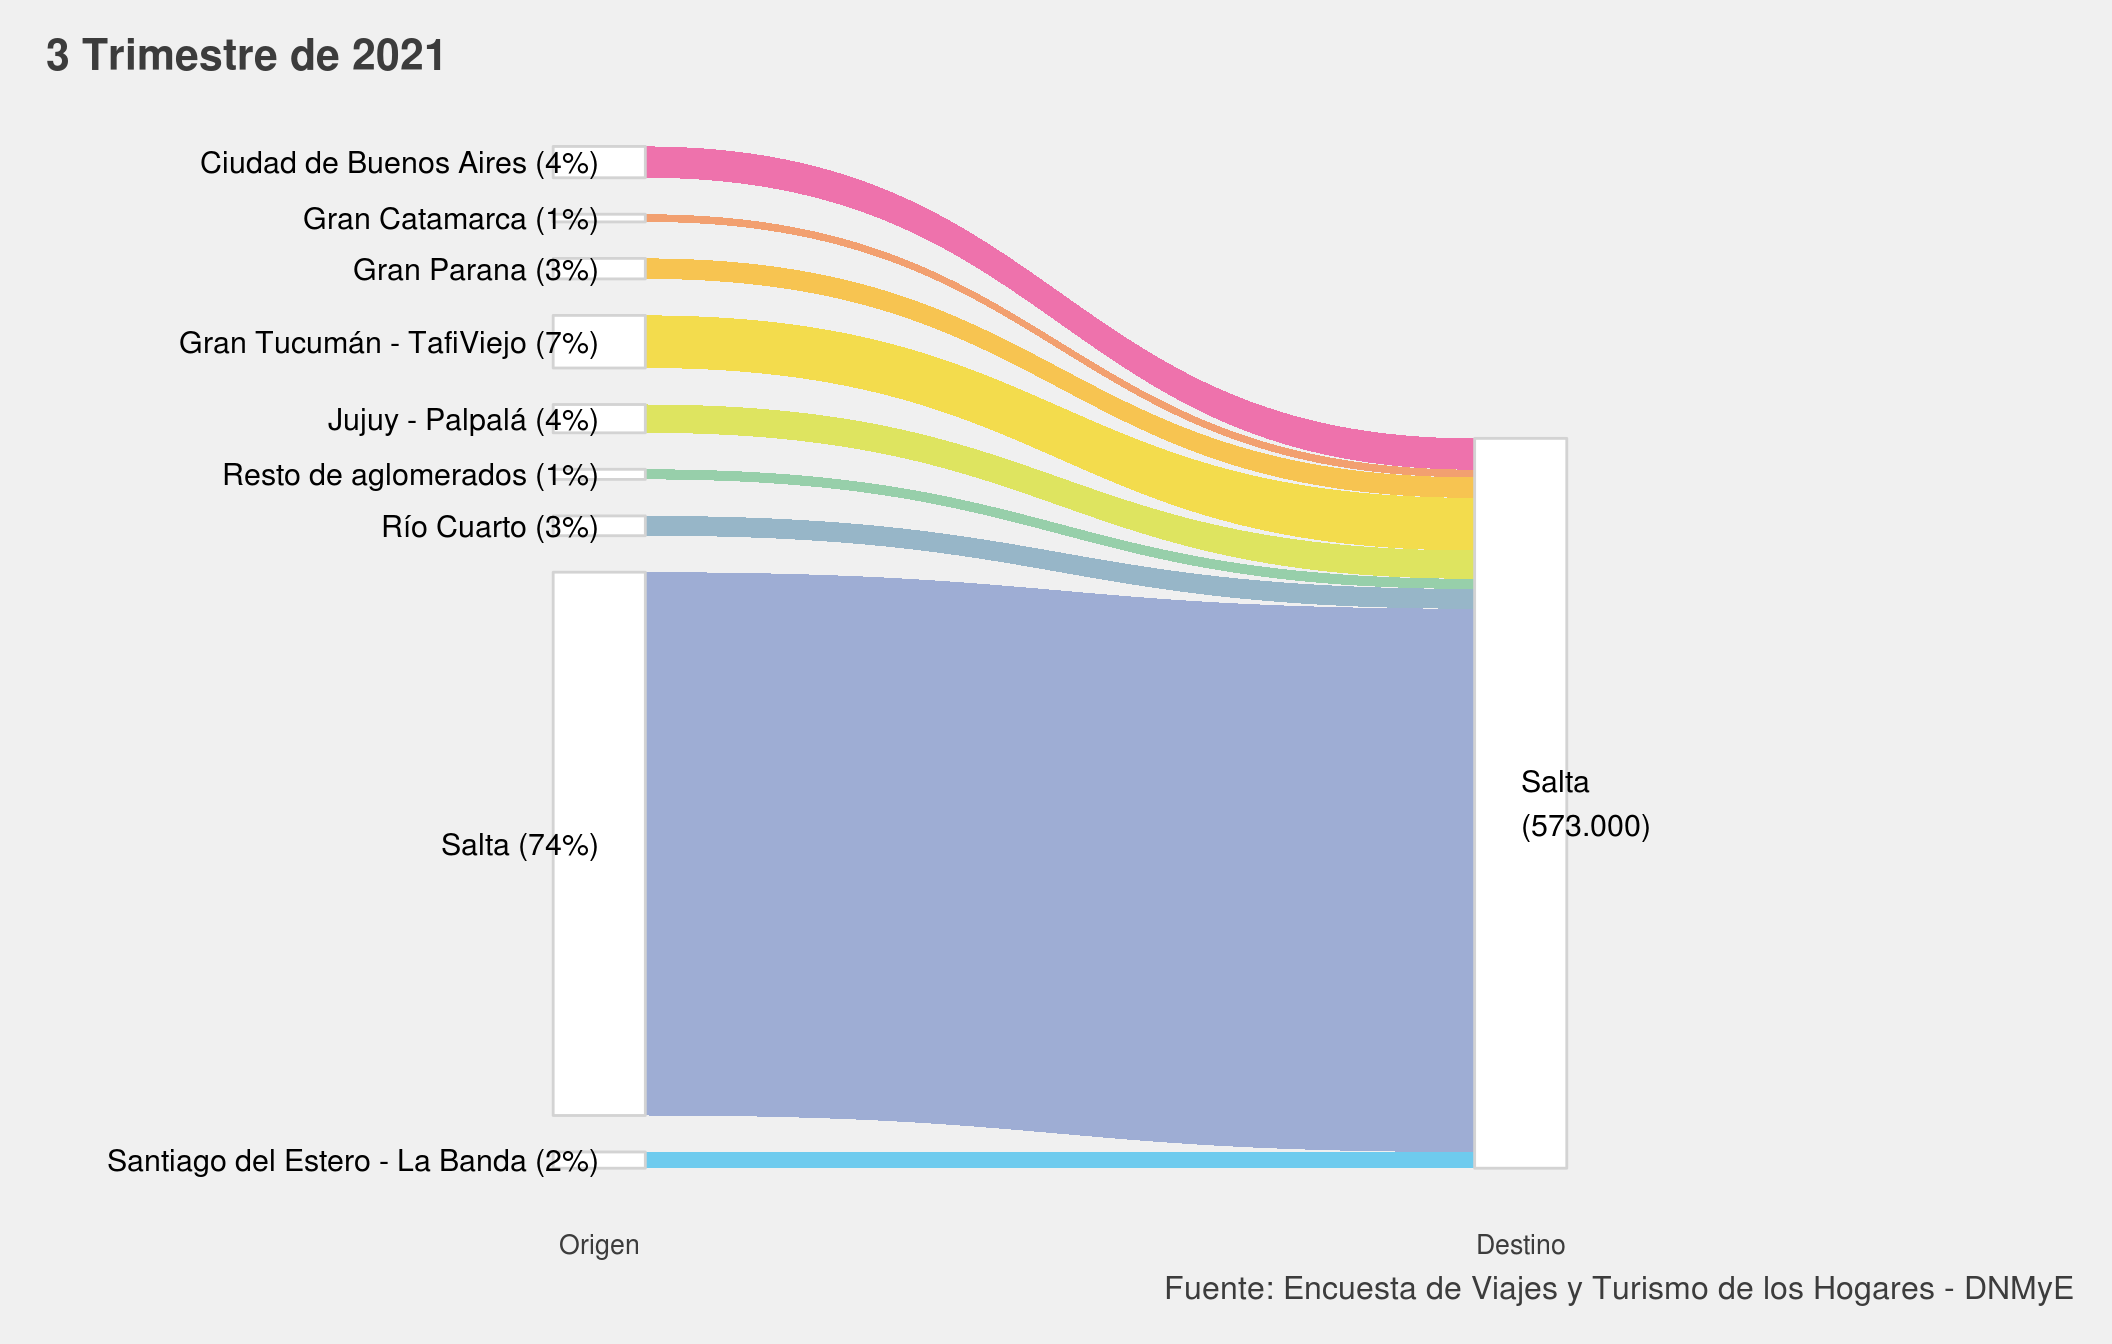 3 Trimestre de 2021
Ciudad de Buenos Aires (4%)
Gran Catamarca (1%)
Gran Parana (3%)
Gran Tucumán - TafiViejo (7%)
Jujuy - Palpalá (4%)
Resto de aglomerados (1%)
Río Cuarto (3%)
Salta (74%)
Santiago del Estero - La Banda (2%)
Salta
(573.000)
Origen
Destino
Fuente: Encuesta de Viajes y Turismo de los Hogares - DNMyE